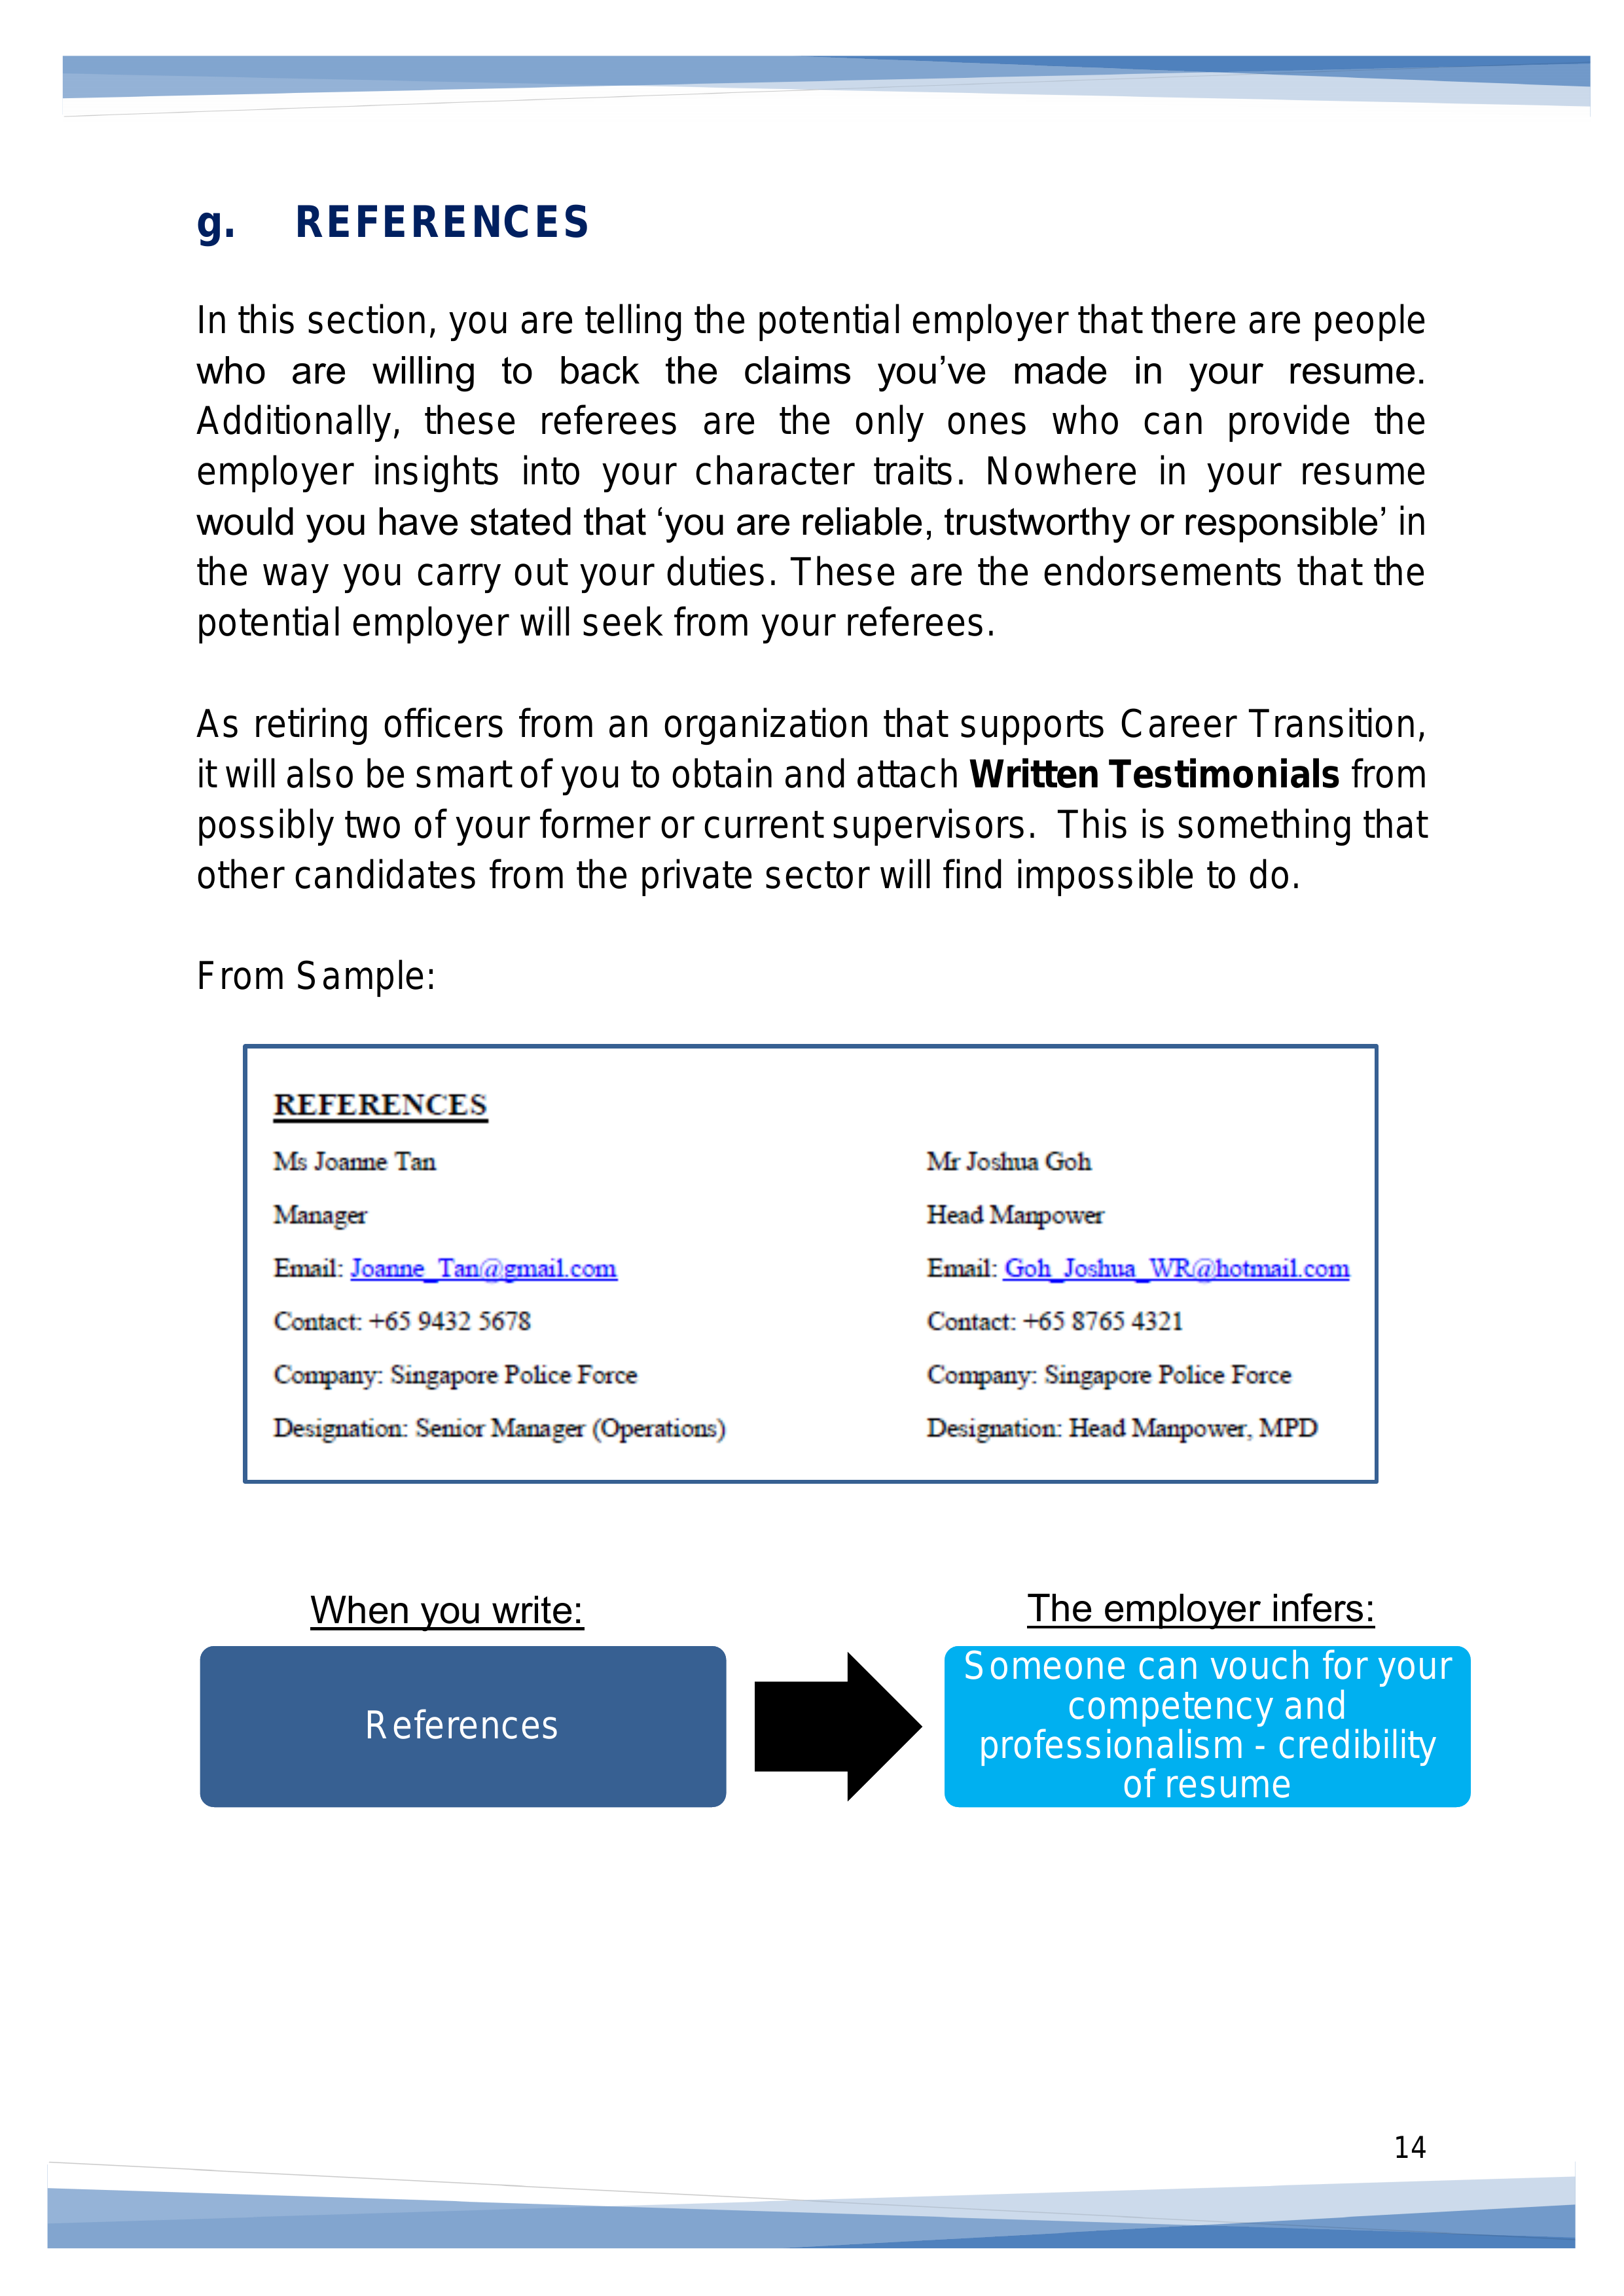 g. REFERENCES
In this section, you are telling the potential employer that there are people
who are willing to back the claims you’ve made in your resume.
Additionally, these referees are the only ones who can provide the
employer insights into your character traits. Nowhere in your resume
would you have stated that ‘you are reliable, trustworthy or responsible’ in
the way you carry out your duties. These are the endorsements that the
potential employer will seek from your referees.
As retiring officers from an organization that supports Career Transition,
it will also be smart of you to obtain and attach Written Testimonials from
possibly two of your former or current supervisors. This is something that
other candidates from the private sector will find impossible to do.
From Sample:
REFERENCES
Ms Joanne Tan
Manager
Email: Joanne_Tan@gmail.com
Contact: +65 9432 5678
Company: Singapore Police Force
Designation: Senior Manager (Operations)
Mr Joshua Goh
Head Manpower
Email: Goh_Joshua_WR@hotmail.com
Contact: +65 8765 4321
Company: Singapore Police Force
Designation: Head Manpower, MPD
When you write:
References
The employer infers:
Someone can vouch for your
competency and
professionalism - credibility
of resume
14